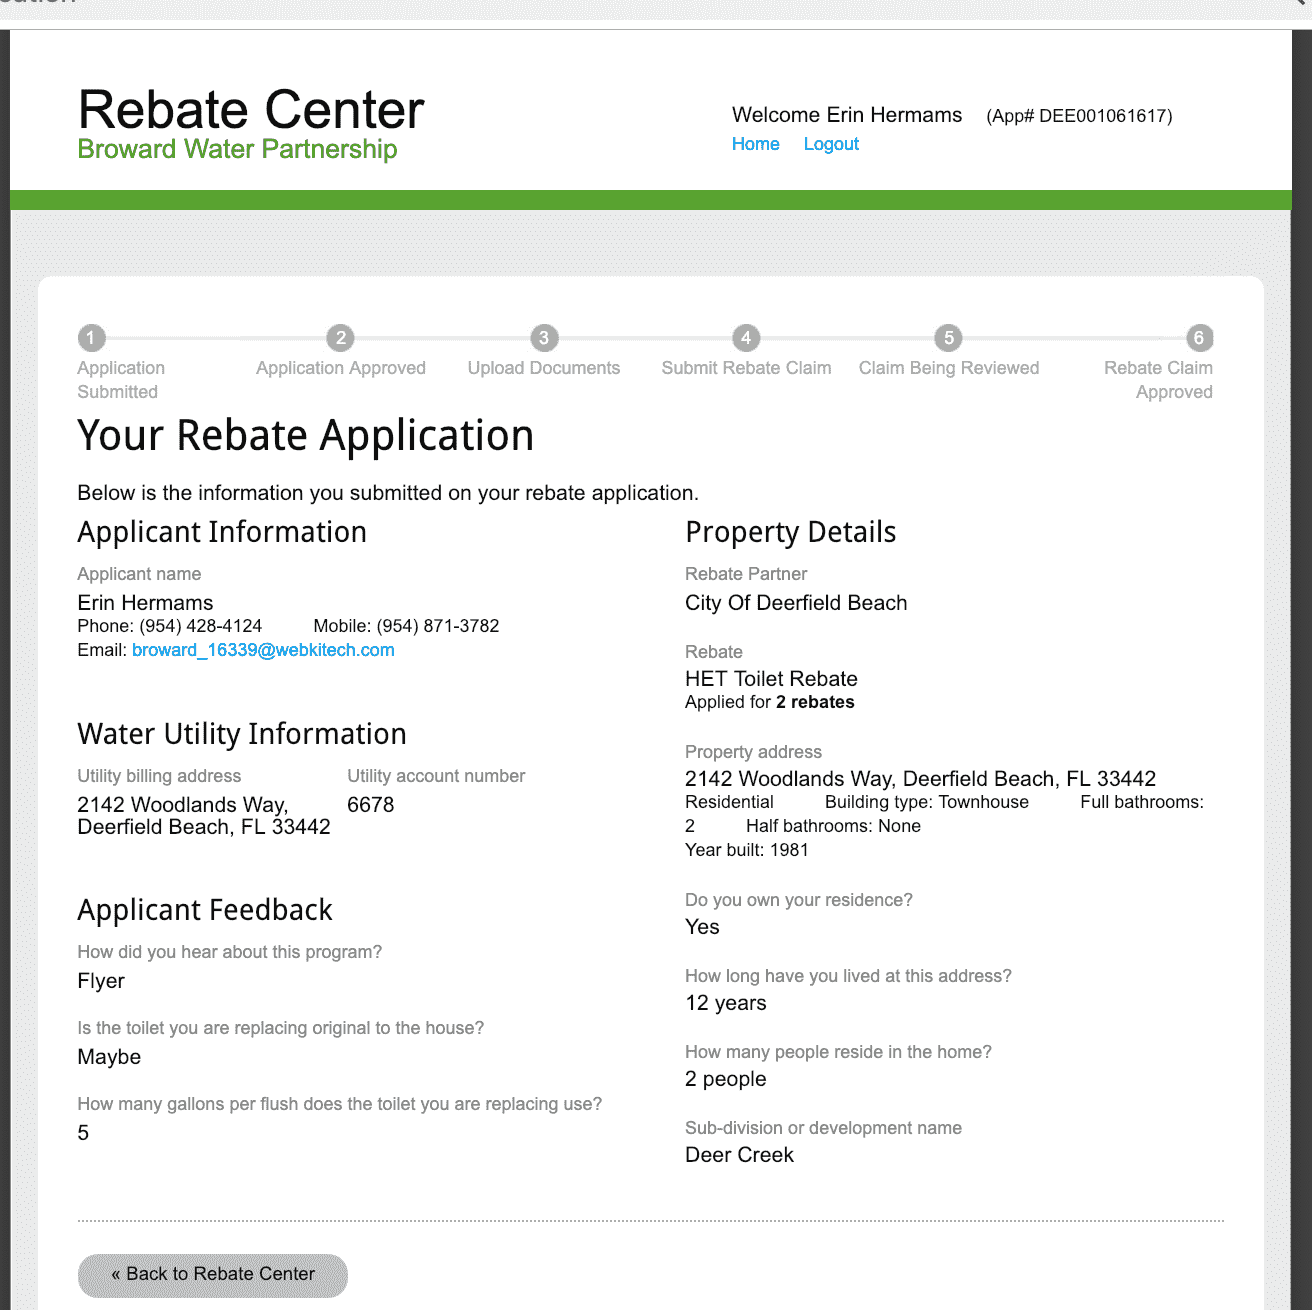 Rebate Center
Broward Water Partnership
Welcome Erin Hermams (App# DEE001061617)
Home Logout
1 2 3 4 5 6
Application Submitted
Application Approved
Upload Documents
Submit Rebate Claim
Claim Being Reviewed
Rebate Claim Approved
Your Rebate Application
Below is the information you submitted on your rebate application.
Applicant Information
Applicant name
Erin Hermams
Phone: (954) 428-4124 Mobile: (954) 871-3782
Email: broward_16339@webkitech.com
Water Utility Information
Utility billing address
2142 Woodlands Way,
Deerfield Beach, FL 33442
Utility account number
6678
Applicant Feedback
How did you hear about this program?
Flyer
Is the toilet you are replacing original to the house?
Maybe
How many gallons per flush does the toilet you are replacing use?
5
Property Details
Rebate Partner
City Of Deerfield Beach
Rebate
HET Toilet Rebate
Applied for 2 rebates
Property address
2142 Woodlands Way, Deerfield Beach, FL 33442
Residential Building type: Townhouse Full bathrooms:
2 Half bathrooms: None
Year built: 1981
Do you own your residence?
Yes
How long have you lived at this address?
12 years
How many people reside in the home?
2 people
Sub-division or development name
Deer Creek
« Back to Rebate Center